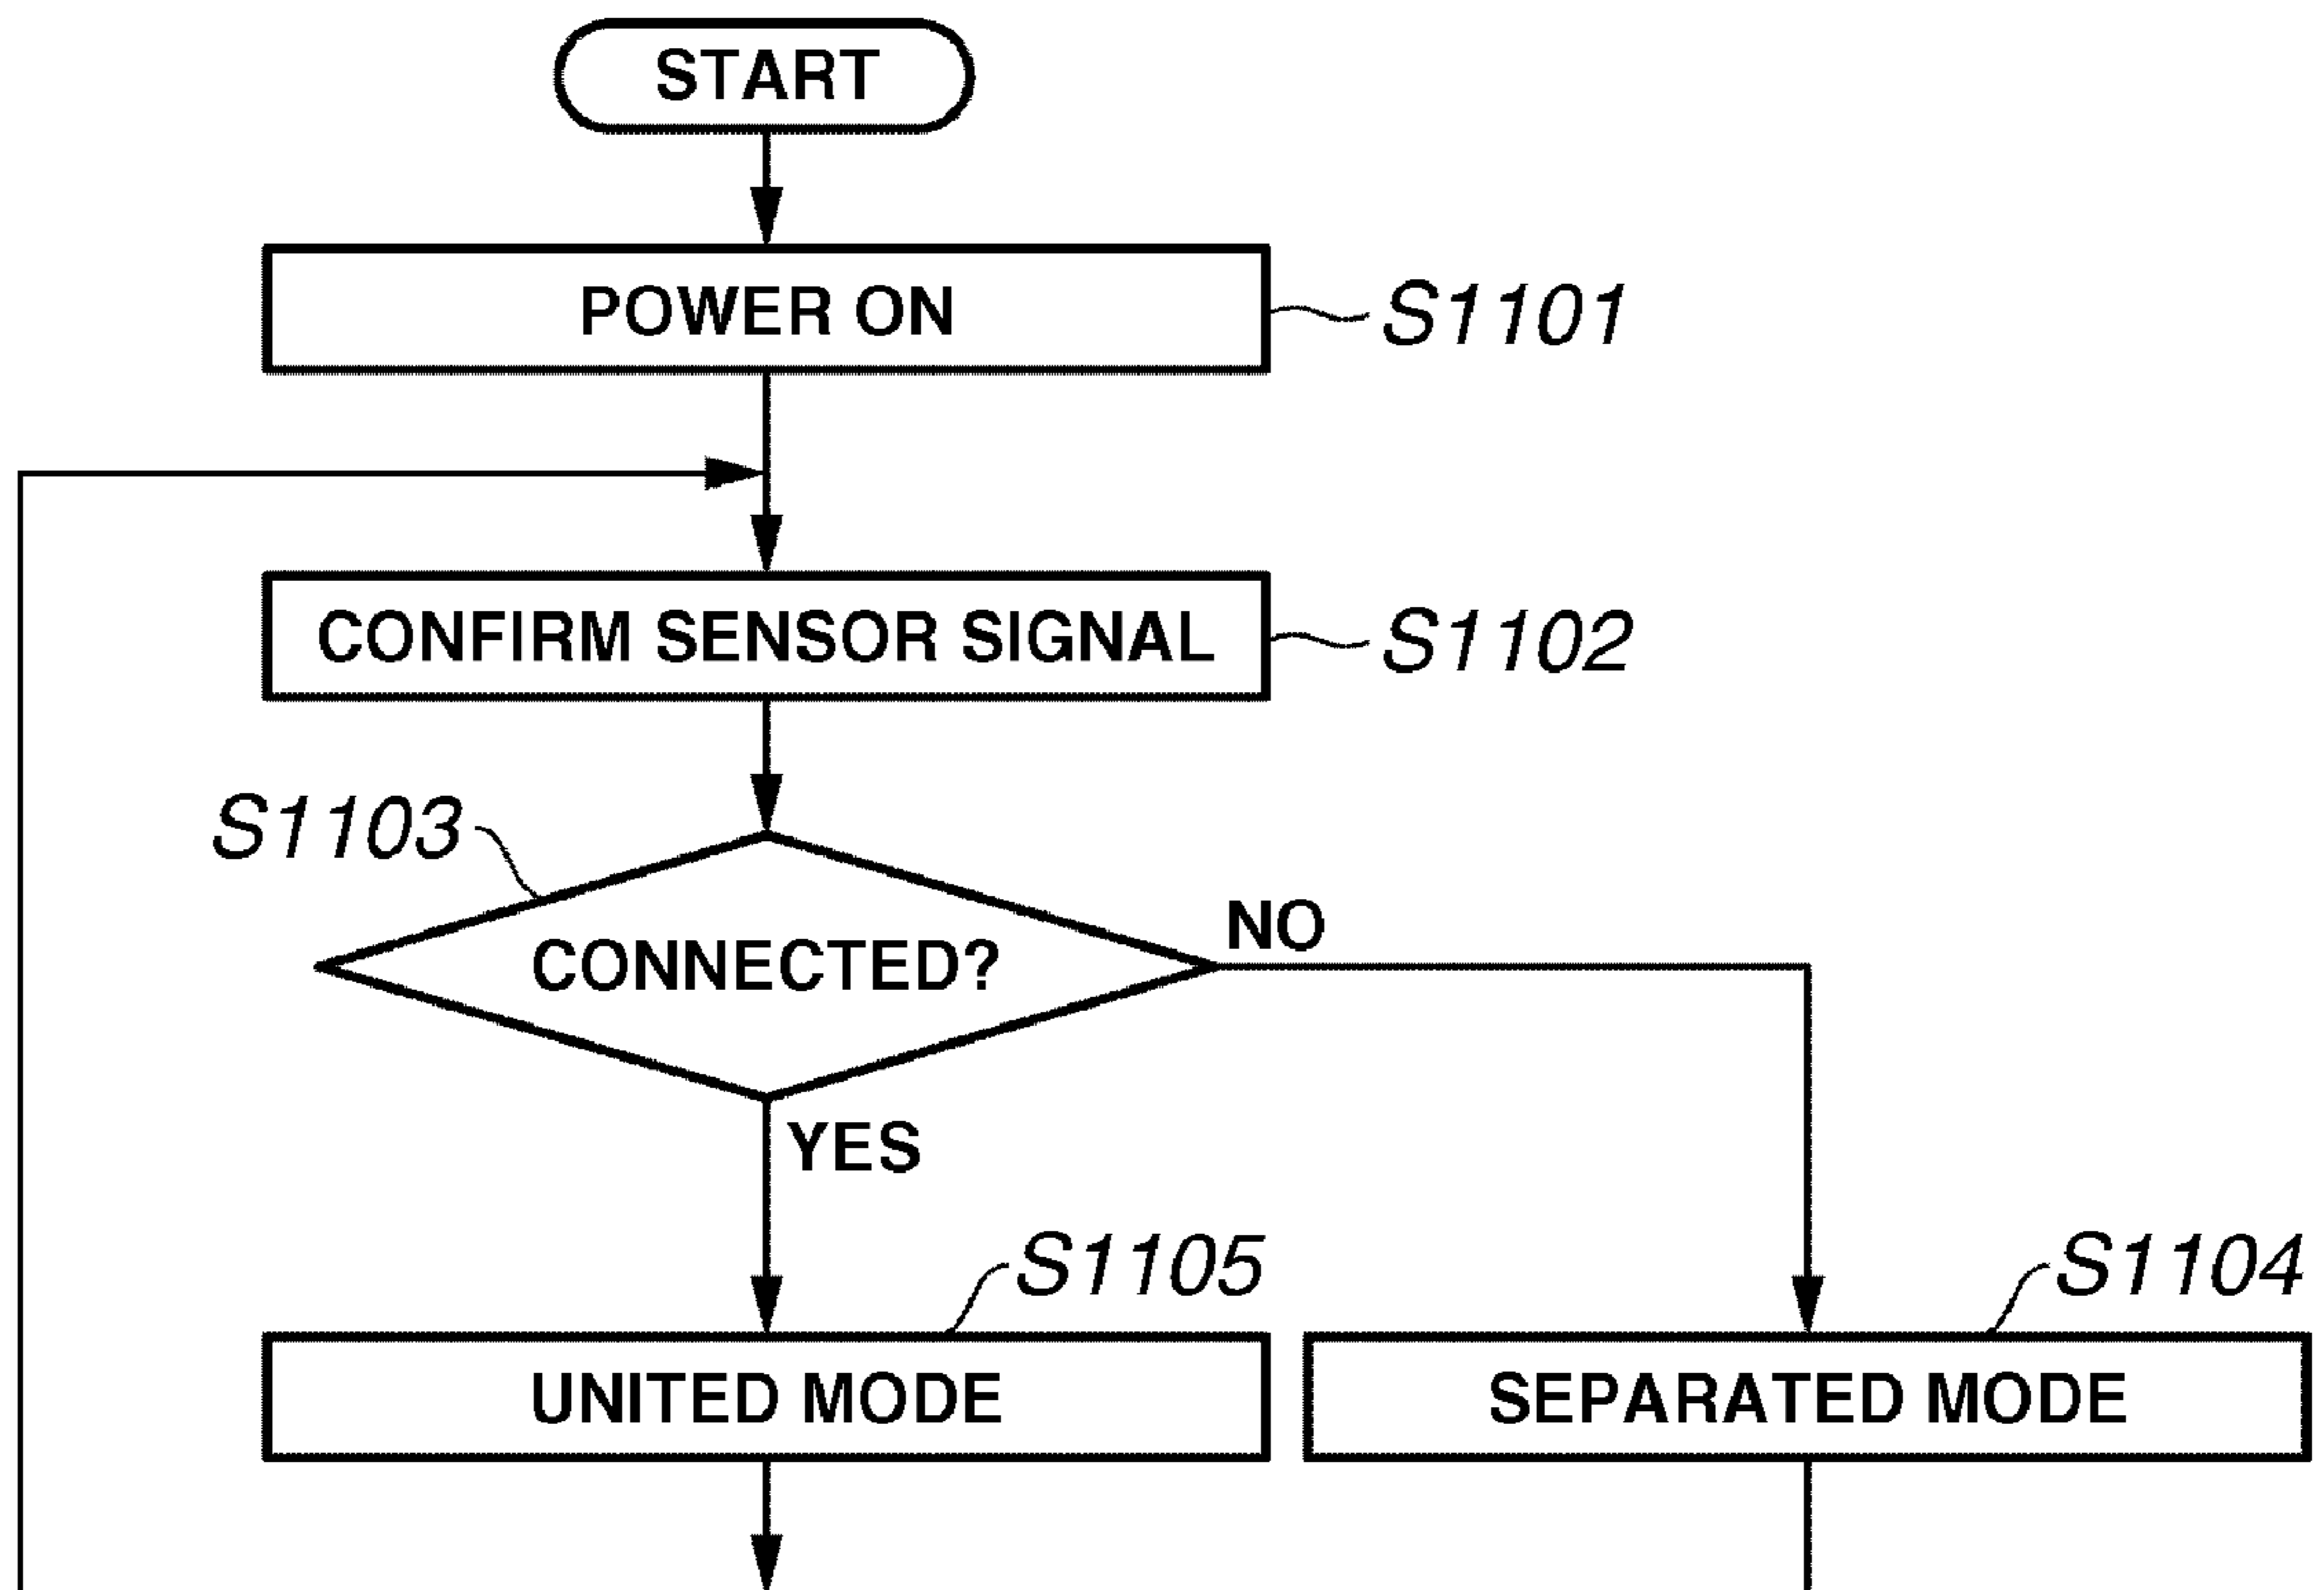 START
POWER ON
S1101
CONFIRM SENSOR SIGNAL
S1102
S1103
CONNECTED?
NO
YES
S1105
S1104
UNITED MODE
SEPARATED MODE